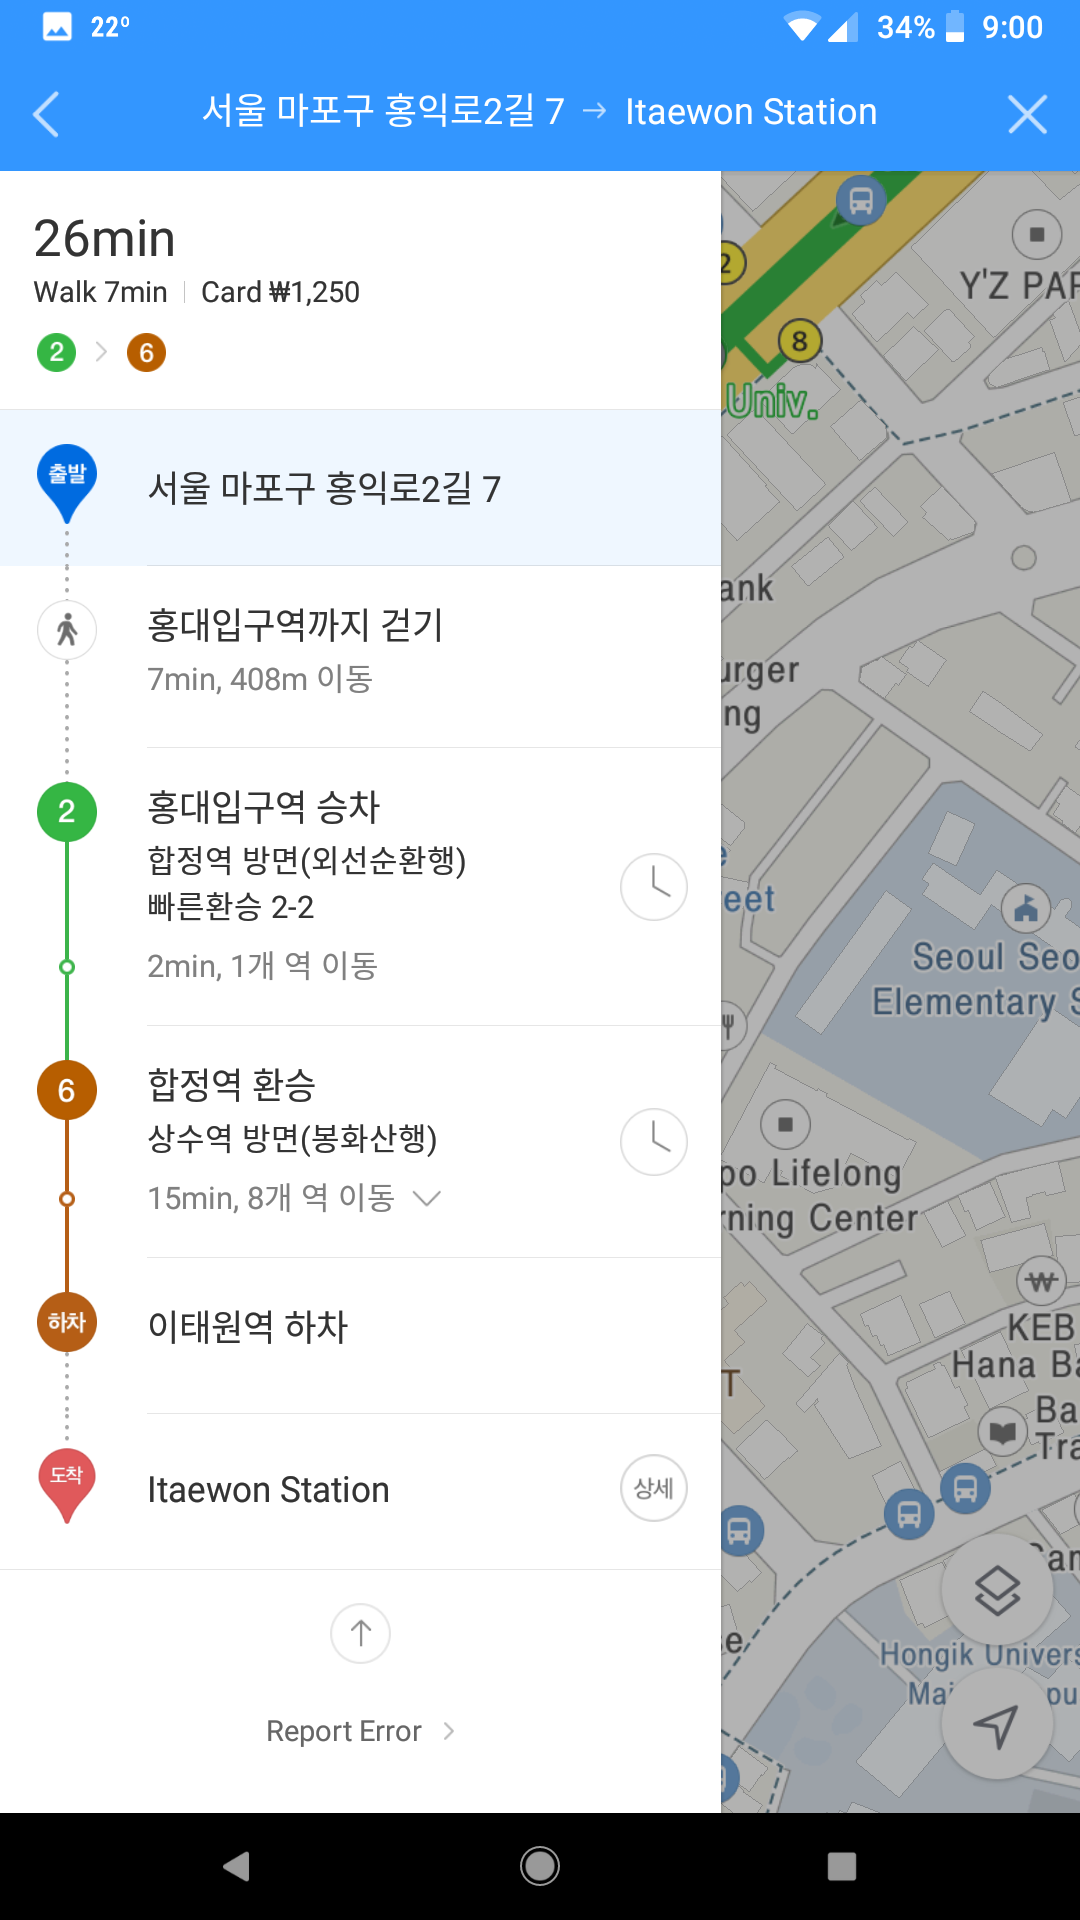 22°
34%
9:00
서울 마포구 홍익로2길 7 → Itaewon Station
26min
Walk 7min | Card ₩1,250
2 > 6
출발
서울 마포구 홍익로2길 7
홍대입구역까지 걷기
7min, 408m 이동
2
홍대입구역 승차
합정역 방면(외선순환행)
빠른환승 2-2
2min, 1개 역 이동
6
합정역 환승
상수역 방면(봉화산행)
15min, 8개 역 이동
하차
이태원역 하차
도착
Itaewon Station
상세
Report Error >
2
Y'Z PAR
8
Univ.
ank
urger
ng
eet
Seoul Seo
Elementary S
po Lifelong
rning Center
KEB
Hana Ba
Ba
Tra
T
am
se
Hongik Univers
Mai
ou